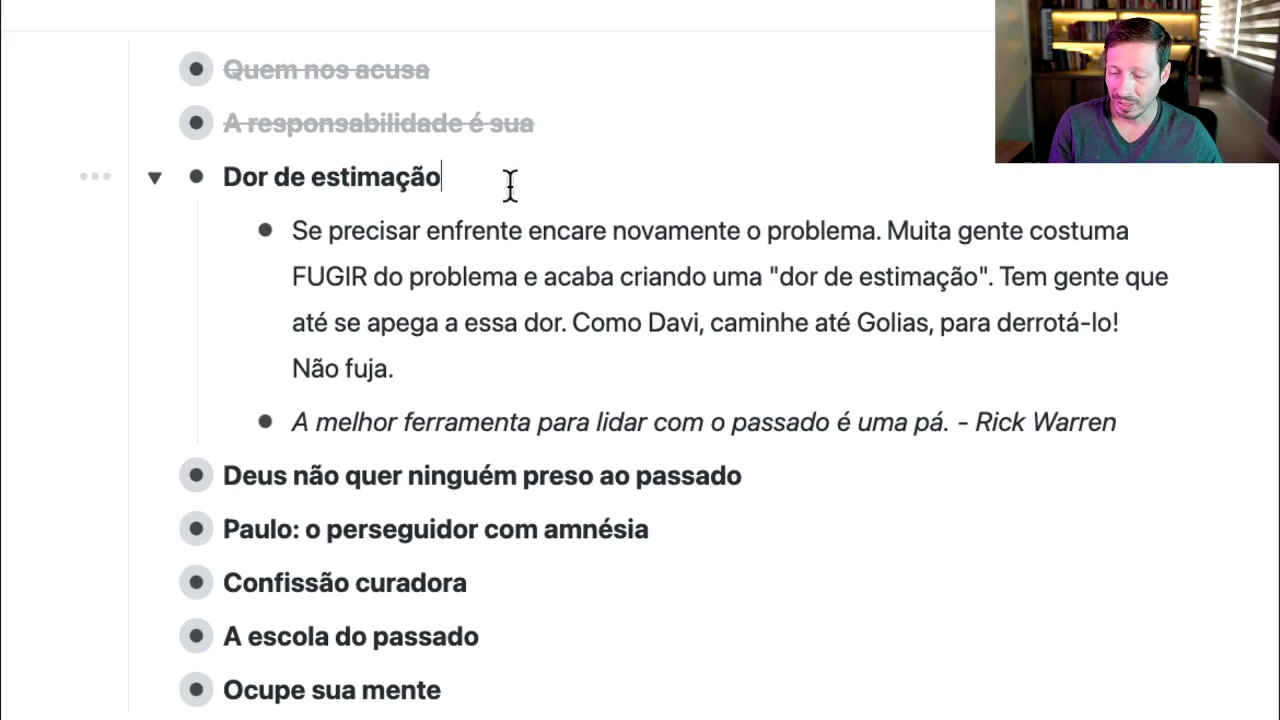 Quem nos acusa
A responsabilidade é sua
Dor de estimação
Se precisar enfrente encare novamente o problema. Muita gente costuma
FUGIR do problema e acaba criando uma "dor de estimação". Tem gente que
até se apega a essa dor. Como Davi, caminhe até Golias, para derrotá-lo!
Não fuja.
A melhor ferramenta para lidar com o passado é uma pá. - Rick Warren
Deus não quer ninguém preso ao passado
Paulo: o perseguidor com amnésia
Confissão curadora
A escola do passado
Ocupe sua mente